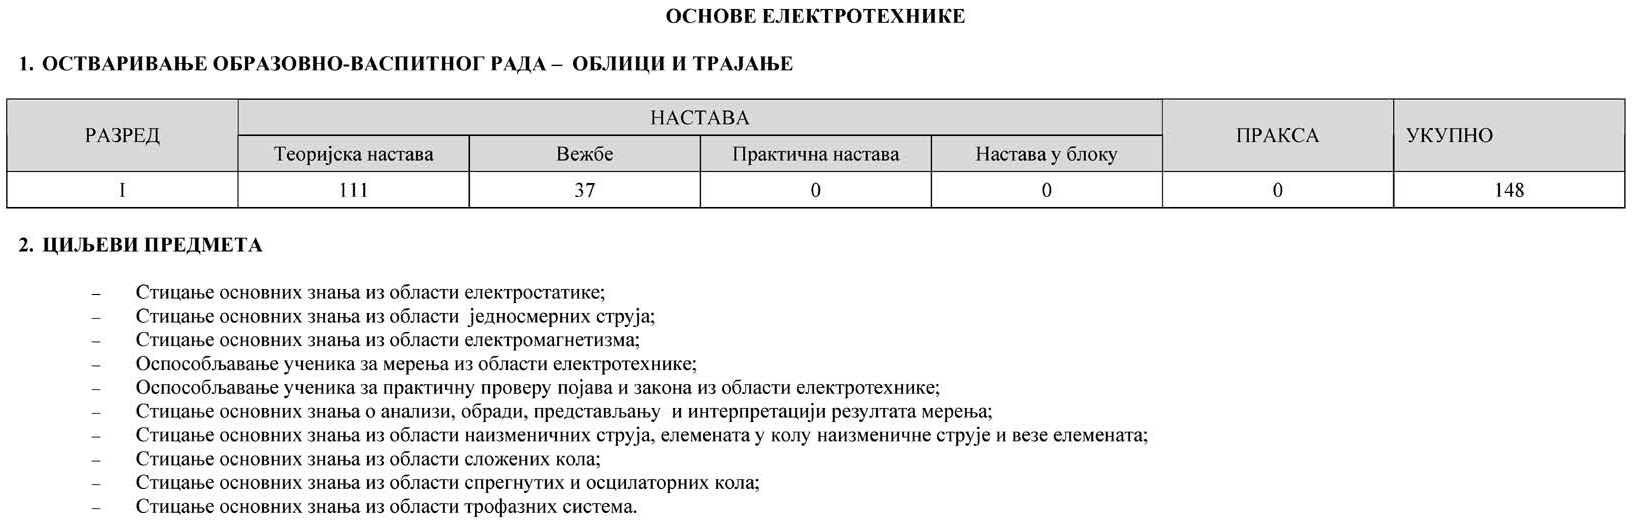 ОСНОВЕ ЕЛЕКТРОТЕХНИКЕ
1. ОСТВАРИВАЊЕ ОБРАЗОВНО-ВАСПИТНОГ РАДА – ОБЛИЦИ И ТРАЈАЊЕ
РАЗРЕД НАСТАВА ПРАКСА УКУПНО
Теоријска настава Вежбе Практична настава Настава у блоку
I 111 37 0 0 0 148
2. ЦИЉЕВИ ПРЕДМЕТА
– Стицање основних знања из области електростатике;
– Стицање основних знања из области једносмерних струја;
– Стицање основних знања из области електромагнетизма;
– Оспособљавање ученика за мерења из области електротехнике;
– Оспособљавање ученика за практичну проверу појава и закона из области електротехнике;
– Стицање основних знања о анализи, обради, представљању и интерпретацији резултата мерења;
– Стицање основних знања из области наизменичних струја, елемената у колу наизменичне струје и везе елемената;
– Стицање основних знања из области сложених кола;
– Стицање основних знања из области спрегнутих и осцилаторних кола;
– Стицање основних знања из области трофазних система.